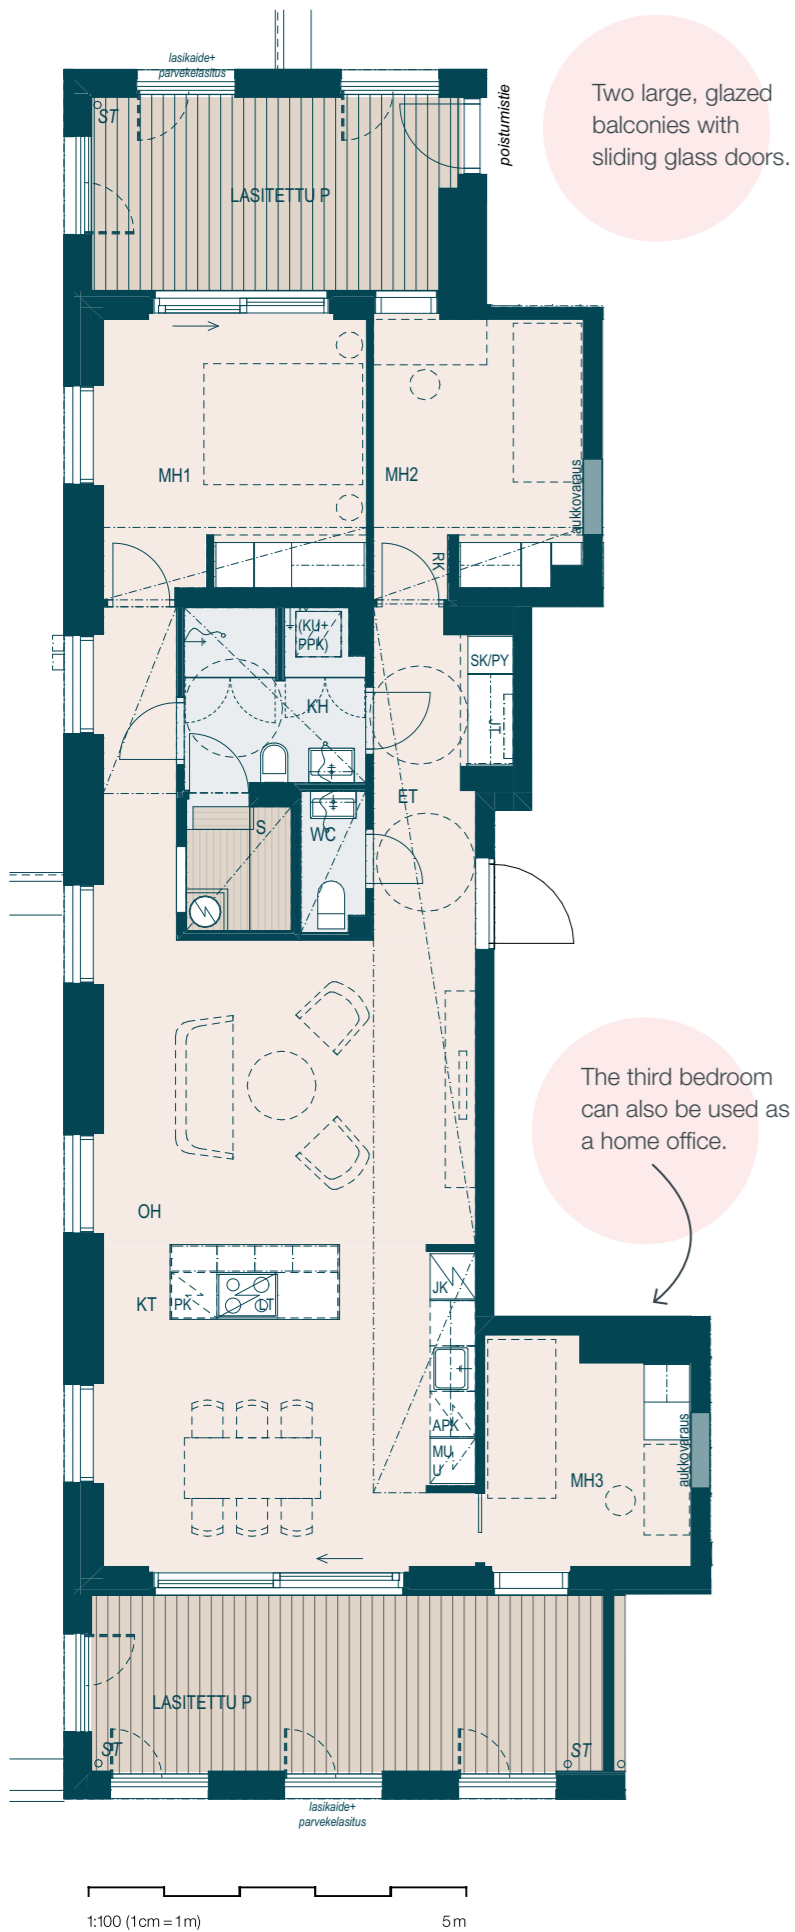 lasikaide+
parvekelasitus
ST
poistumistie
Two large, glazed
balconies with
sliding glass doors.
LASITETTU P
MH1
MH2
aukkovaraus
RK
(KU+
PPK)
SK/PY
KH
JT
ET
S
WC
The third bedroom
can also be used as
a home office.
OH
KT
PK
LT
JK
APK
MU
U
MH3
aukkovaraus
LASITETTU P
ST
ST
lasikaide+
parvekelasitus
1:100 (1cm = 1m)
5 m